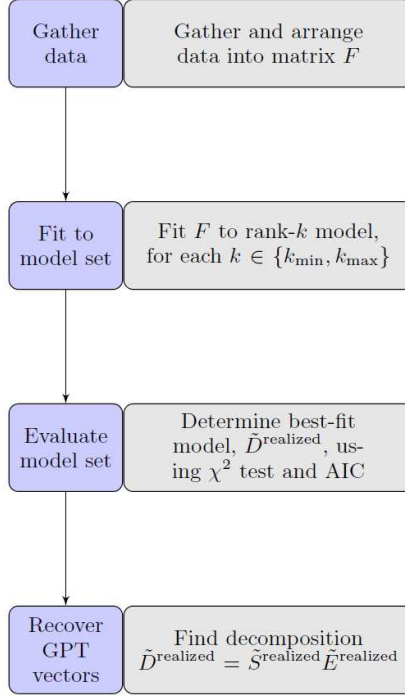 Gather
data
Gather and arrange
data into matrix F
Fit to
model set
Fit F to rank-k model,
for each k ∈ {k_min, k_max}
Evaluate
model set
Determine best-fit
model, D̃^realized, us-
ing χ² test and AIC
Recover
GPT
vectors
Find decomposition
D̃^realized = S̃^realized Ẽ^realized